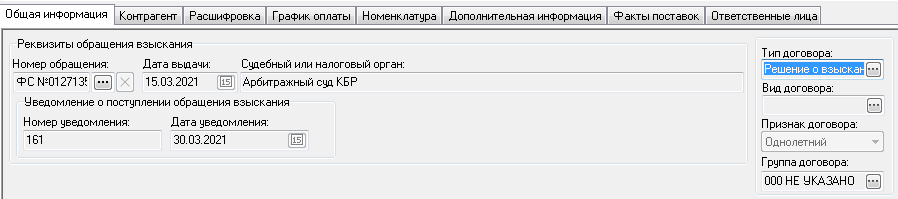 Общая информация Контрагент Расшифровка График оплаты Номенклатура Дополнительная информация Факты поставок Ответственные лица
Реквизиты обращения взыскания
Номер обращения: Дата выдачи: Судебный или налоговый орган:
ФС №0127135 ... 15.03.2021 15 Арбитражный суд КБР
Уведомление о поступлении обращения взыскания
Номер уведомления: Дата уведомления:
161 30.03.2021 15
Тип договора:
Решение о взыскан ...
Вид договора:
...
Признак договора:
Однолетний
Группа договора:
000 НЕ УКАЗАНО ...